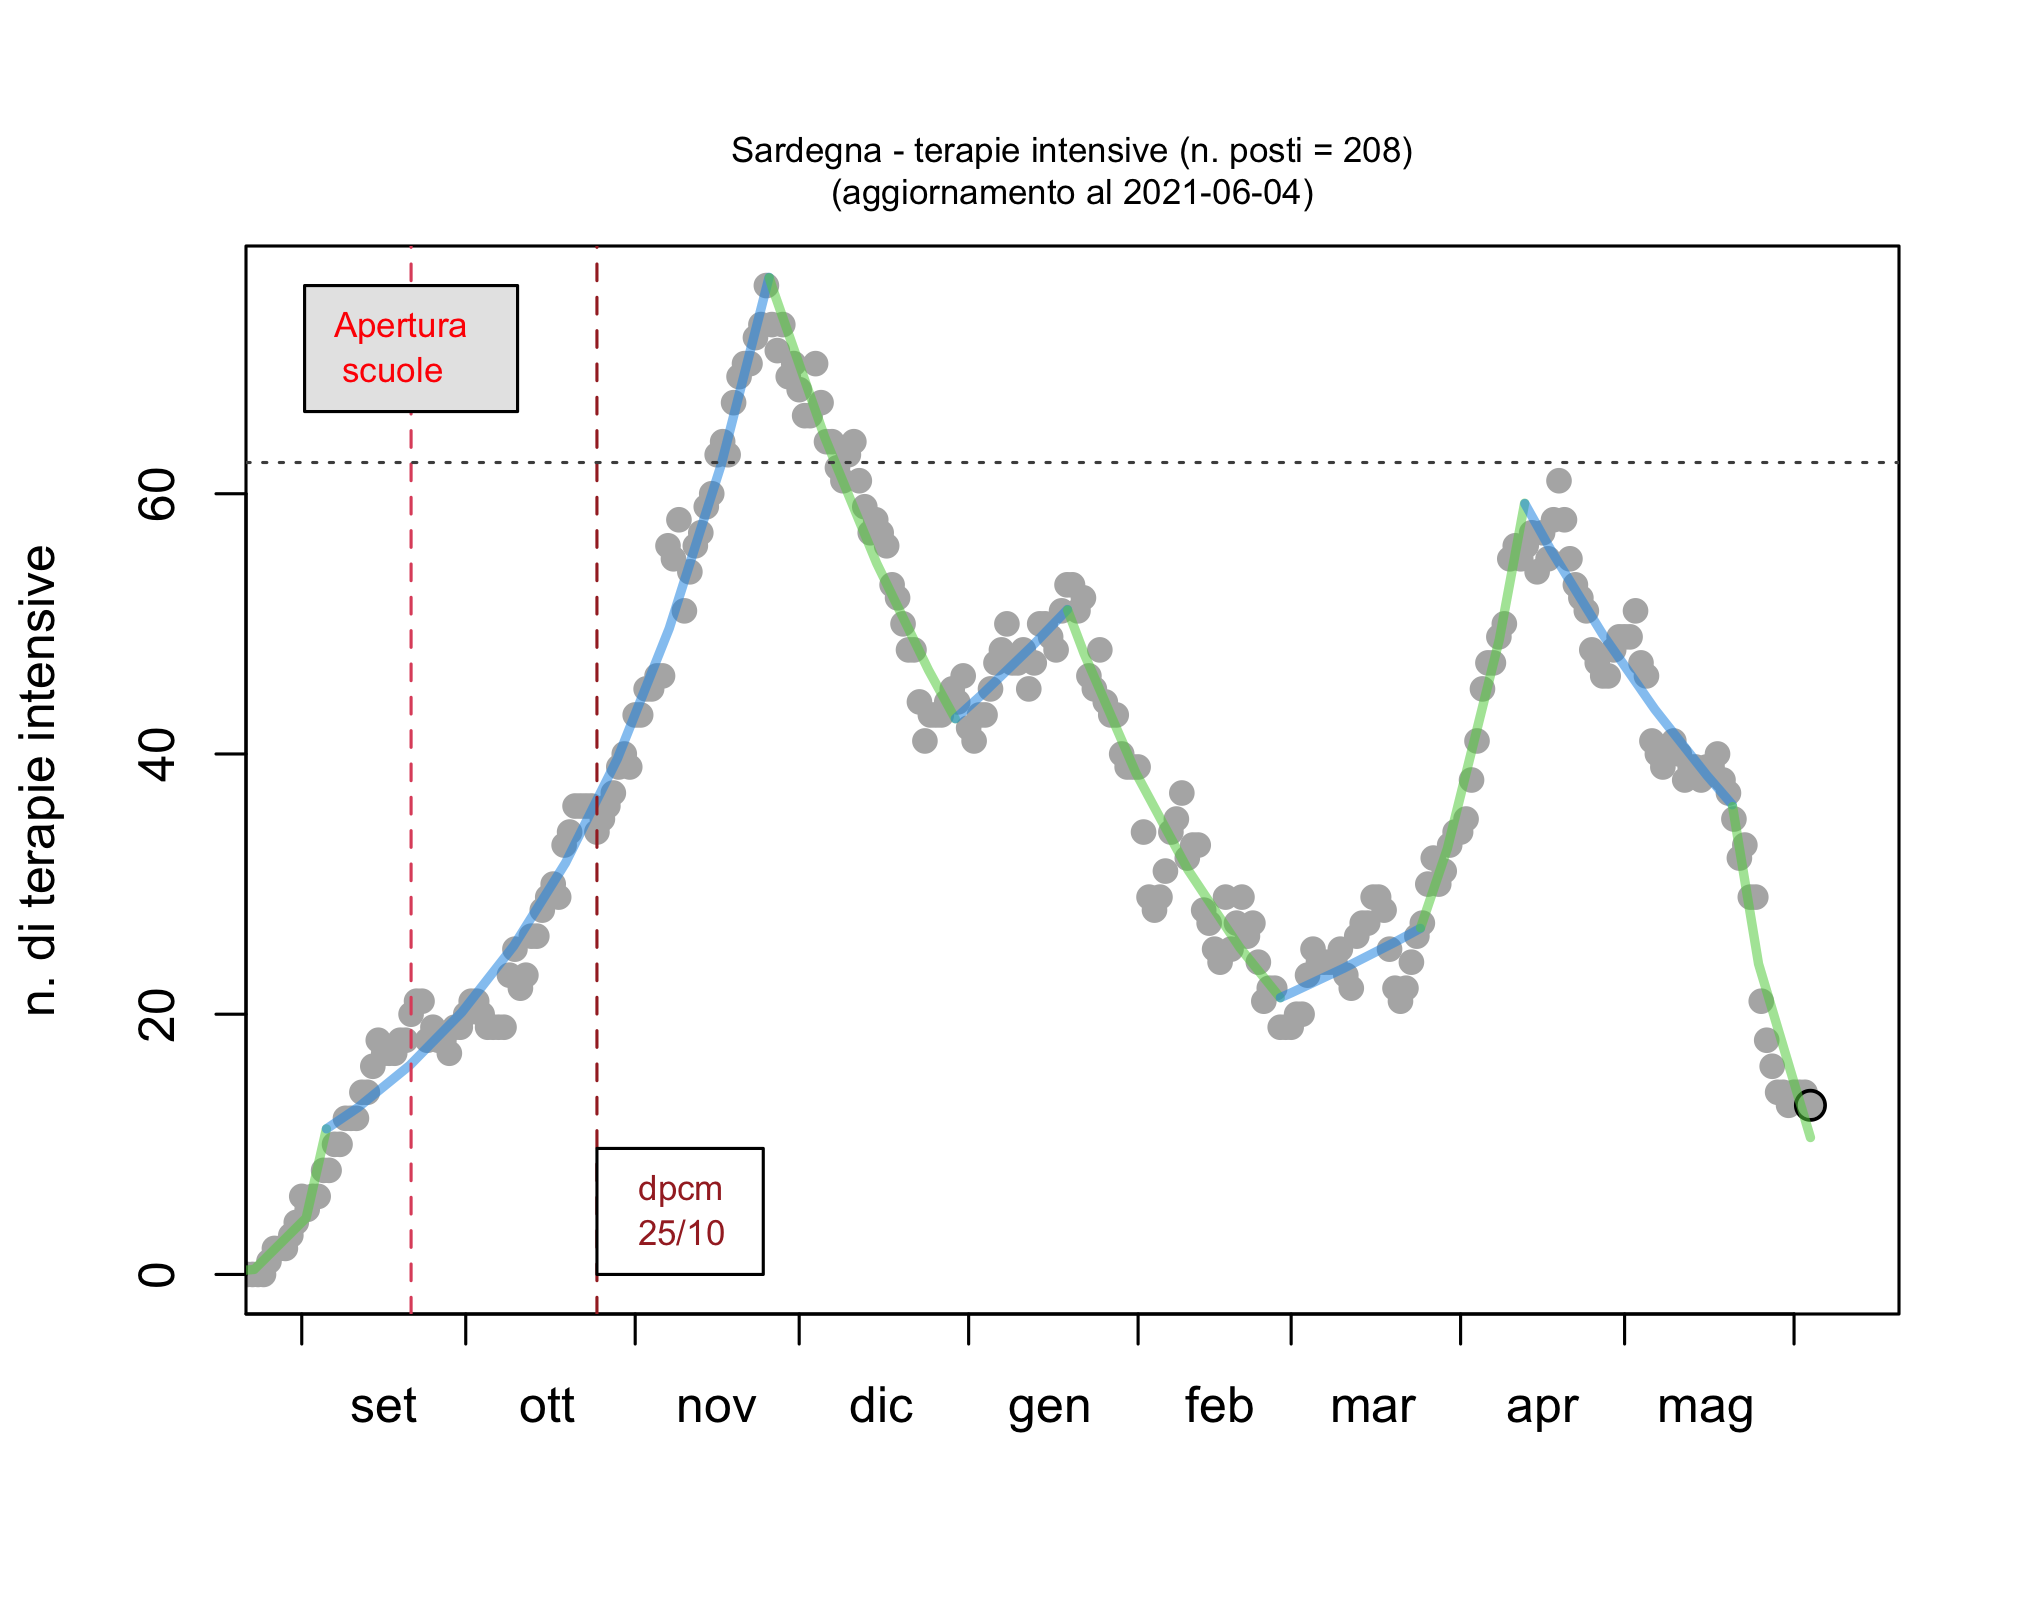 Sardegna - terapie intensive (n. posti = 208)
(aggiornamento al 2021-06-04)
Apertura
scuole
n. di terapie intensive
60
40
20
0
dpcm
25/10
set ott nov dic gen feb mar apr mag